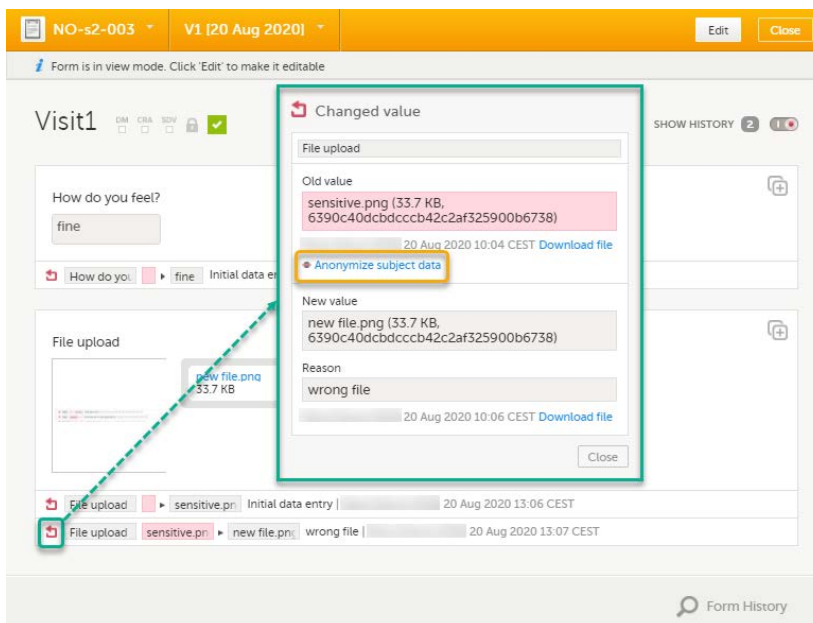 NO-s2-003 V1 [20 Aug 2020]
Edit Close
i Form is in view mode. Click 'Edit' to make it editable
Visit1 DM CRA SDV
SHOW HISTORY 2
How do you feel?
fine
How do you fine Initial data
File upload
new file.png
33.7 KB
File upload sensitive.pn Initial data entry | 20 Aug 2020 13:06 CEST
File upload sensitive.pn new file.pn wrong file | 20 Aug 2020 13:07 CEST
Changed value
File upload
Old value
sensitive.png (33.7 KB,
6390c40dcbdcccb42c2af325900b6738)
20 Aug 2020 10:04 CEST Download file
Anonymize subject data
New value
new file.png (33.7 KB,
6390c40dcbdcccb42c2af325900b6738)
Reason
wrong file
20 Aug 2020 10:06 CEST Download file
Close
Form History